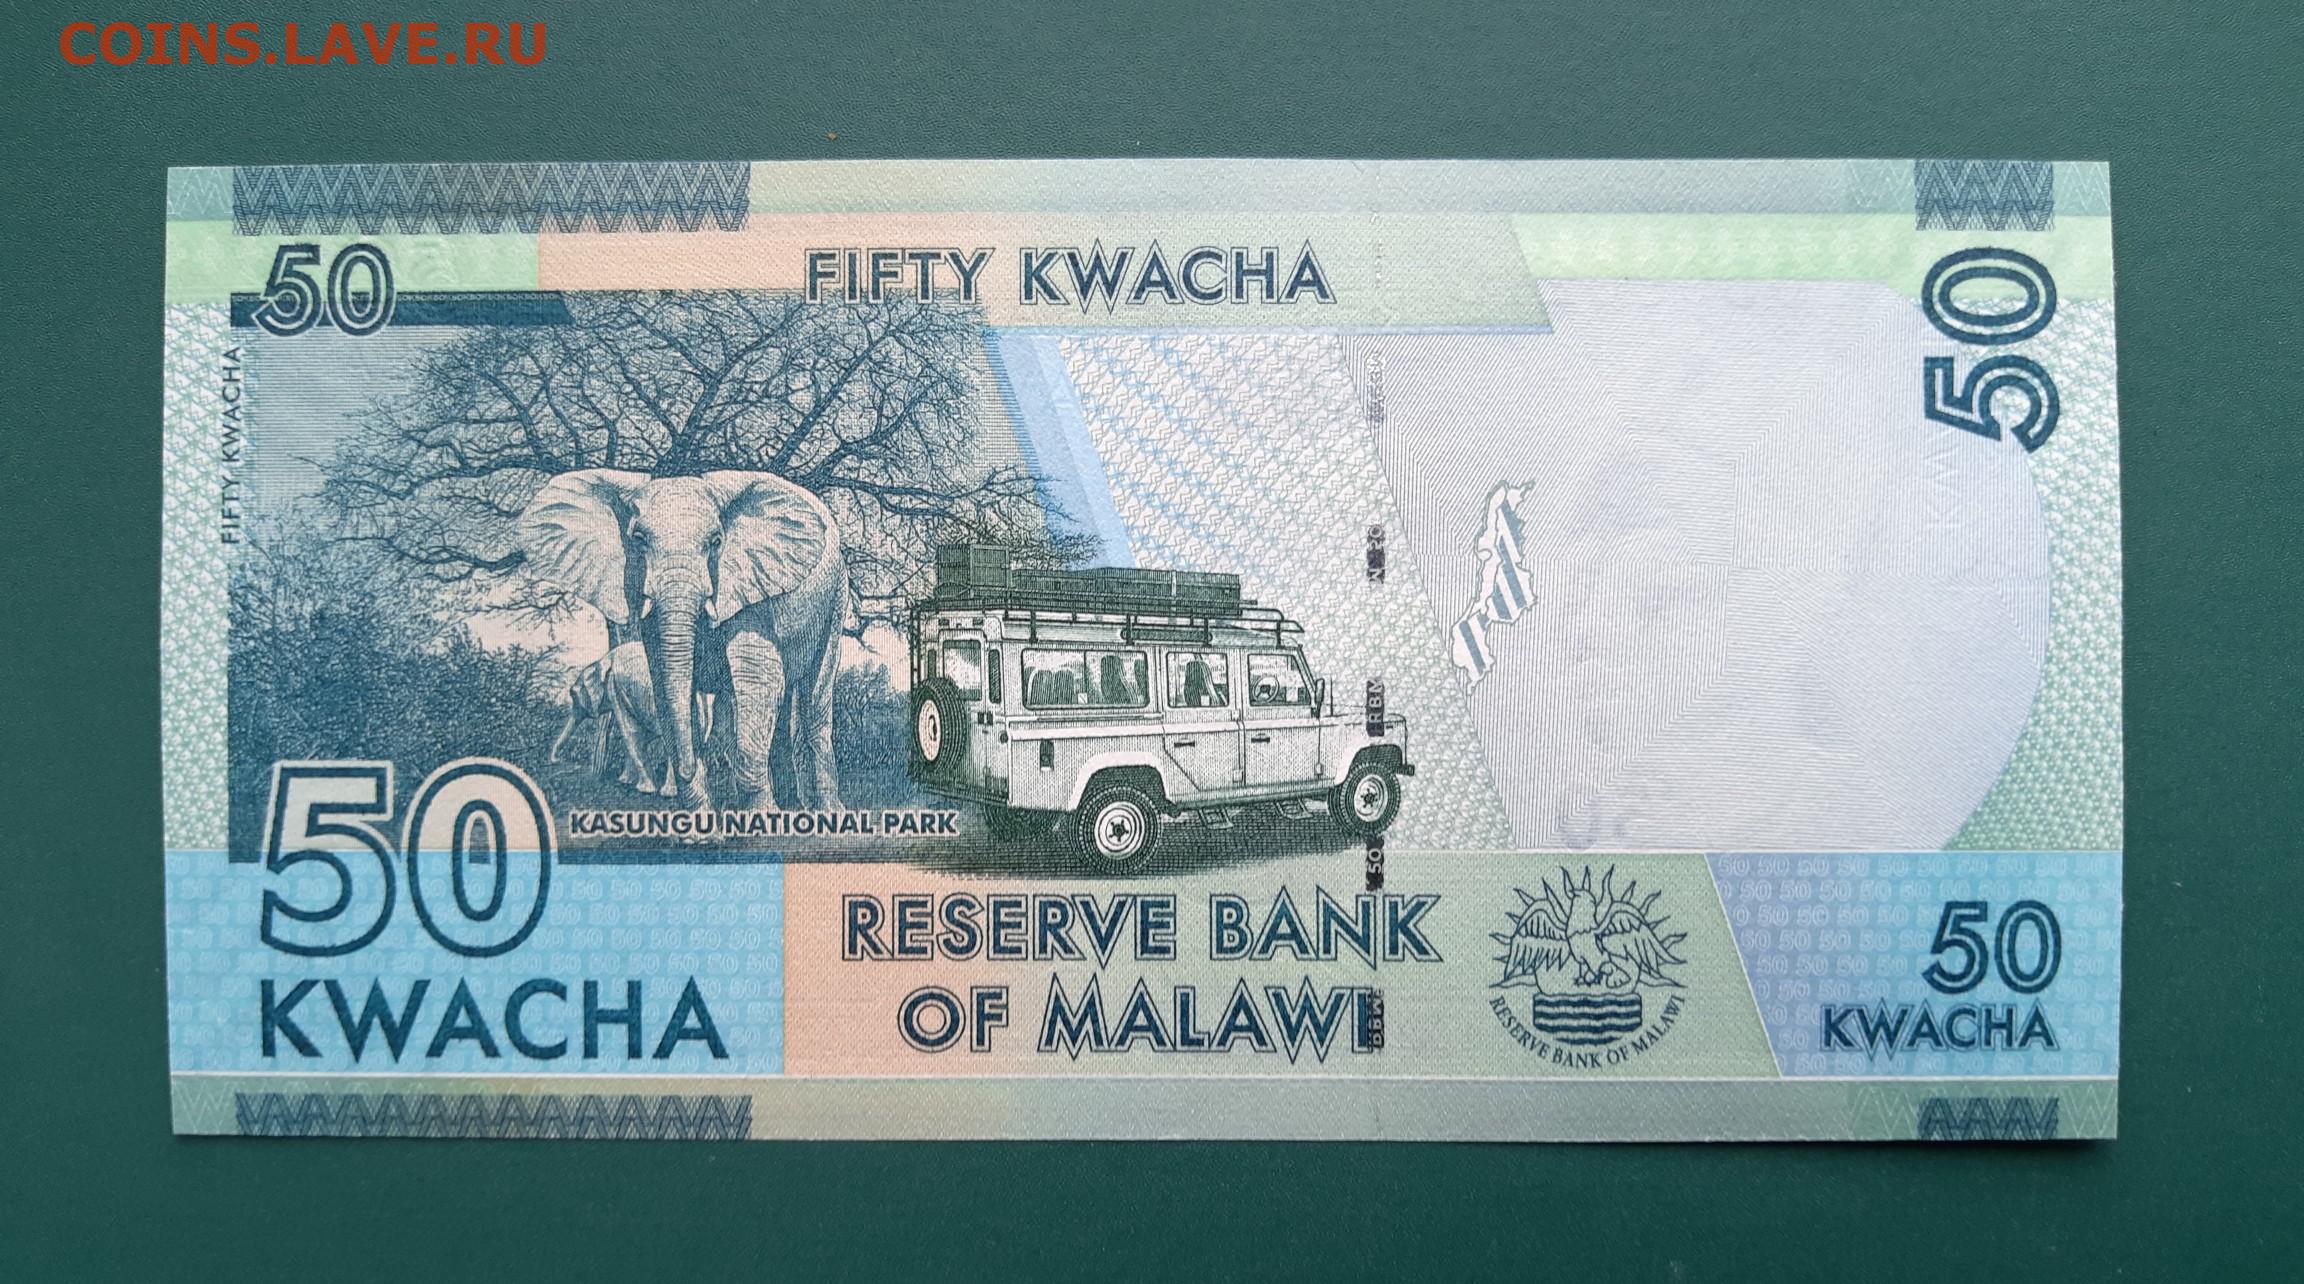 COINS.LAVE.RU
50
FIFTY KWACHA
50
FIFTY KWACHA
KASUNGU NATIONAL PARK
50
KWACHA
RESERVE BANK
OF MALAWI
RESERVE BANK OF MALAWI
50
KWACHA